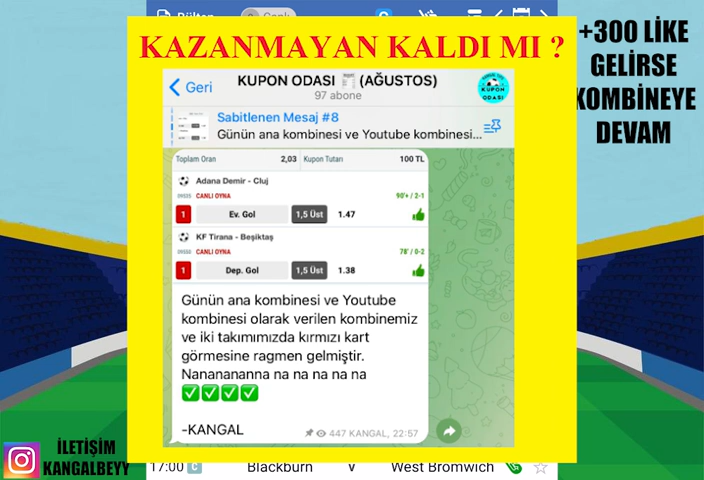 Bülten
KAZANMAYAN KALDI MI ?
+300 LİKE
GELİRSE
KOMBİNEYE
DEVAM
Geri
KUPON ODASI (AĞUSTOS)
97 abone
KUPON
ODASI
Sabitlenen Mesaj #8
Günün ana kombinesi ve Youtube kombinesi...
Toplam Oran 2,03 Kupon Tutarı 100 TL
Adana Demir - Cluj
CANLI OYNA 90'+ / 2-1
1 Ev. Gol 1,5 Üst 1.47
KF Tirana - Beşiktaş
CANLI OYNA 78' / 0-2
1 Dep. Gol 1,5 Üst 1.38
Günün ana kombinesi ve Youtube
kombinesi olarak verilen kombinemiz
ve iki takımımızda kırmızı kart
görmesine ragmen gelmiştir.
Nanananananna na na na na na
-KANGAL
447 KANGAL, 22:57
İLETİŞİM
KANGALBEYY
17:00 C Blackburn v West Bromwich